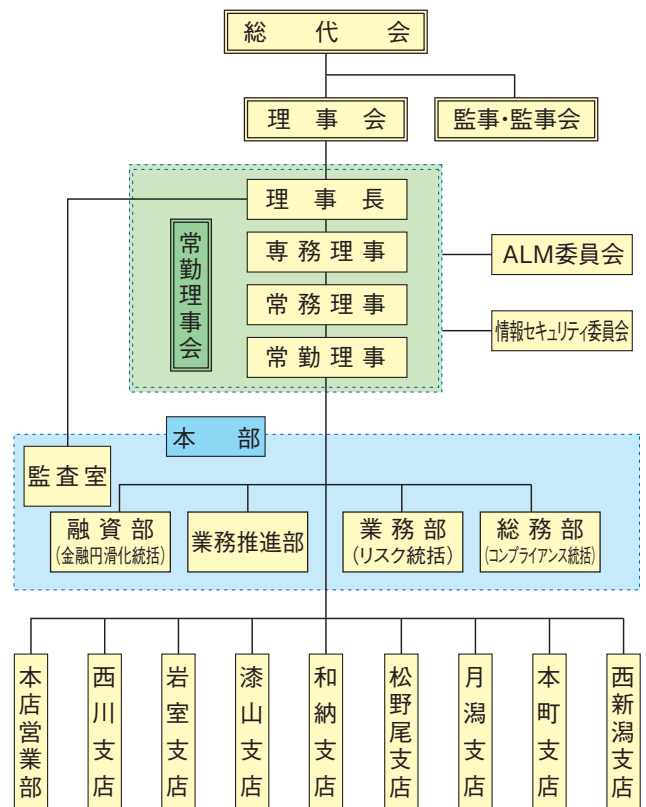 総代会
理事会
監事・監事会
理事長
専務理事
常務理事
常勤理事
常勤理事会
ALM委員会
情報セキュリティ委員会
本部
監査室
融資部
(金融円滑化統括)
業務推進部
業務部
(リスク統括)
総務部
(コンプライアンス統括)
本店営業部
西川支店
岩室支店
漆山支店
和納支店
松野尾支店
月潟支店
本町支店
西新潟支店